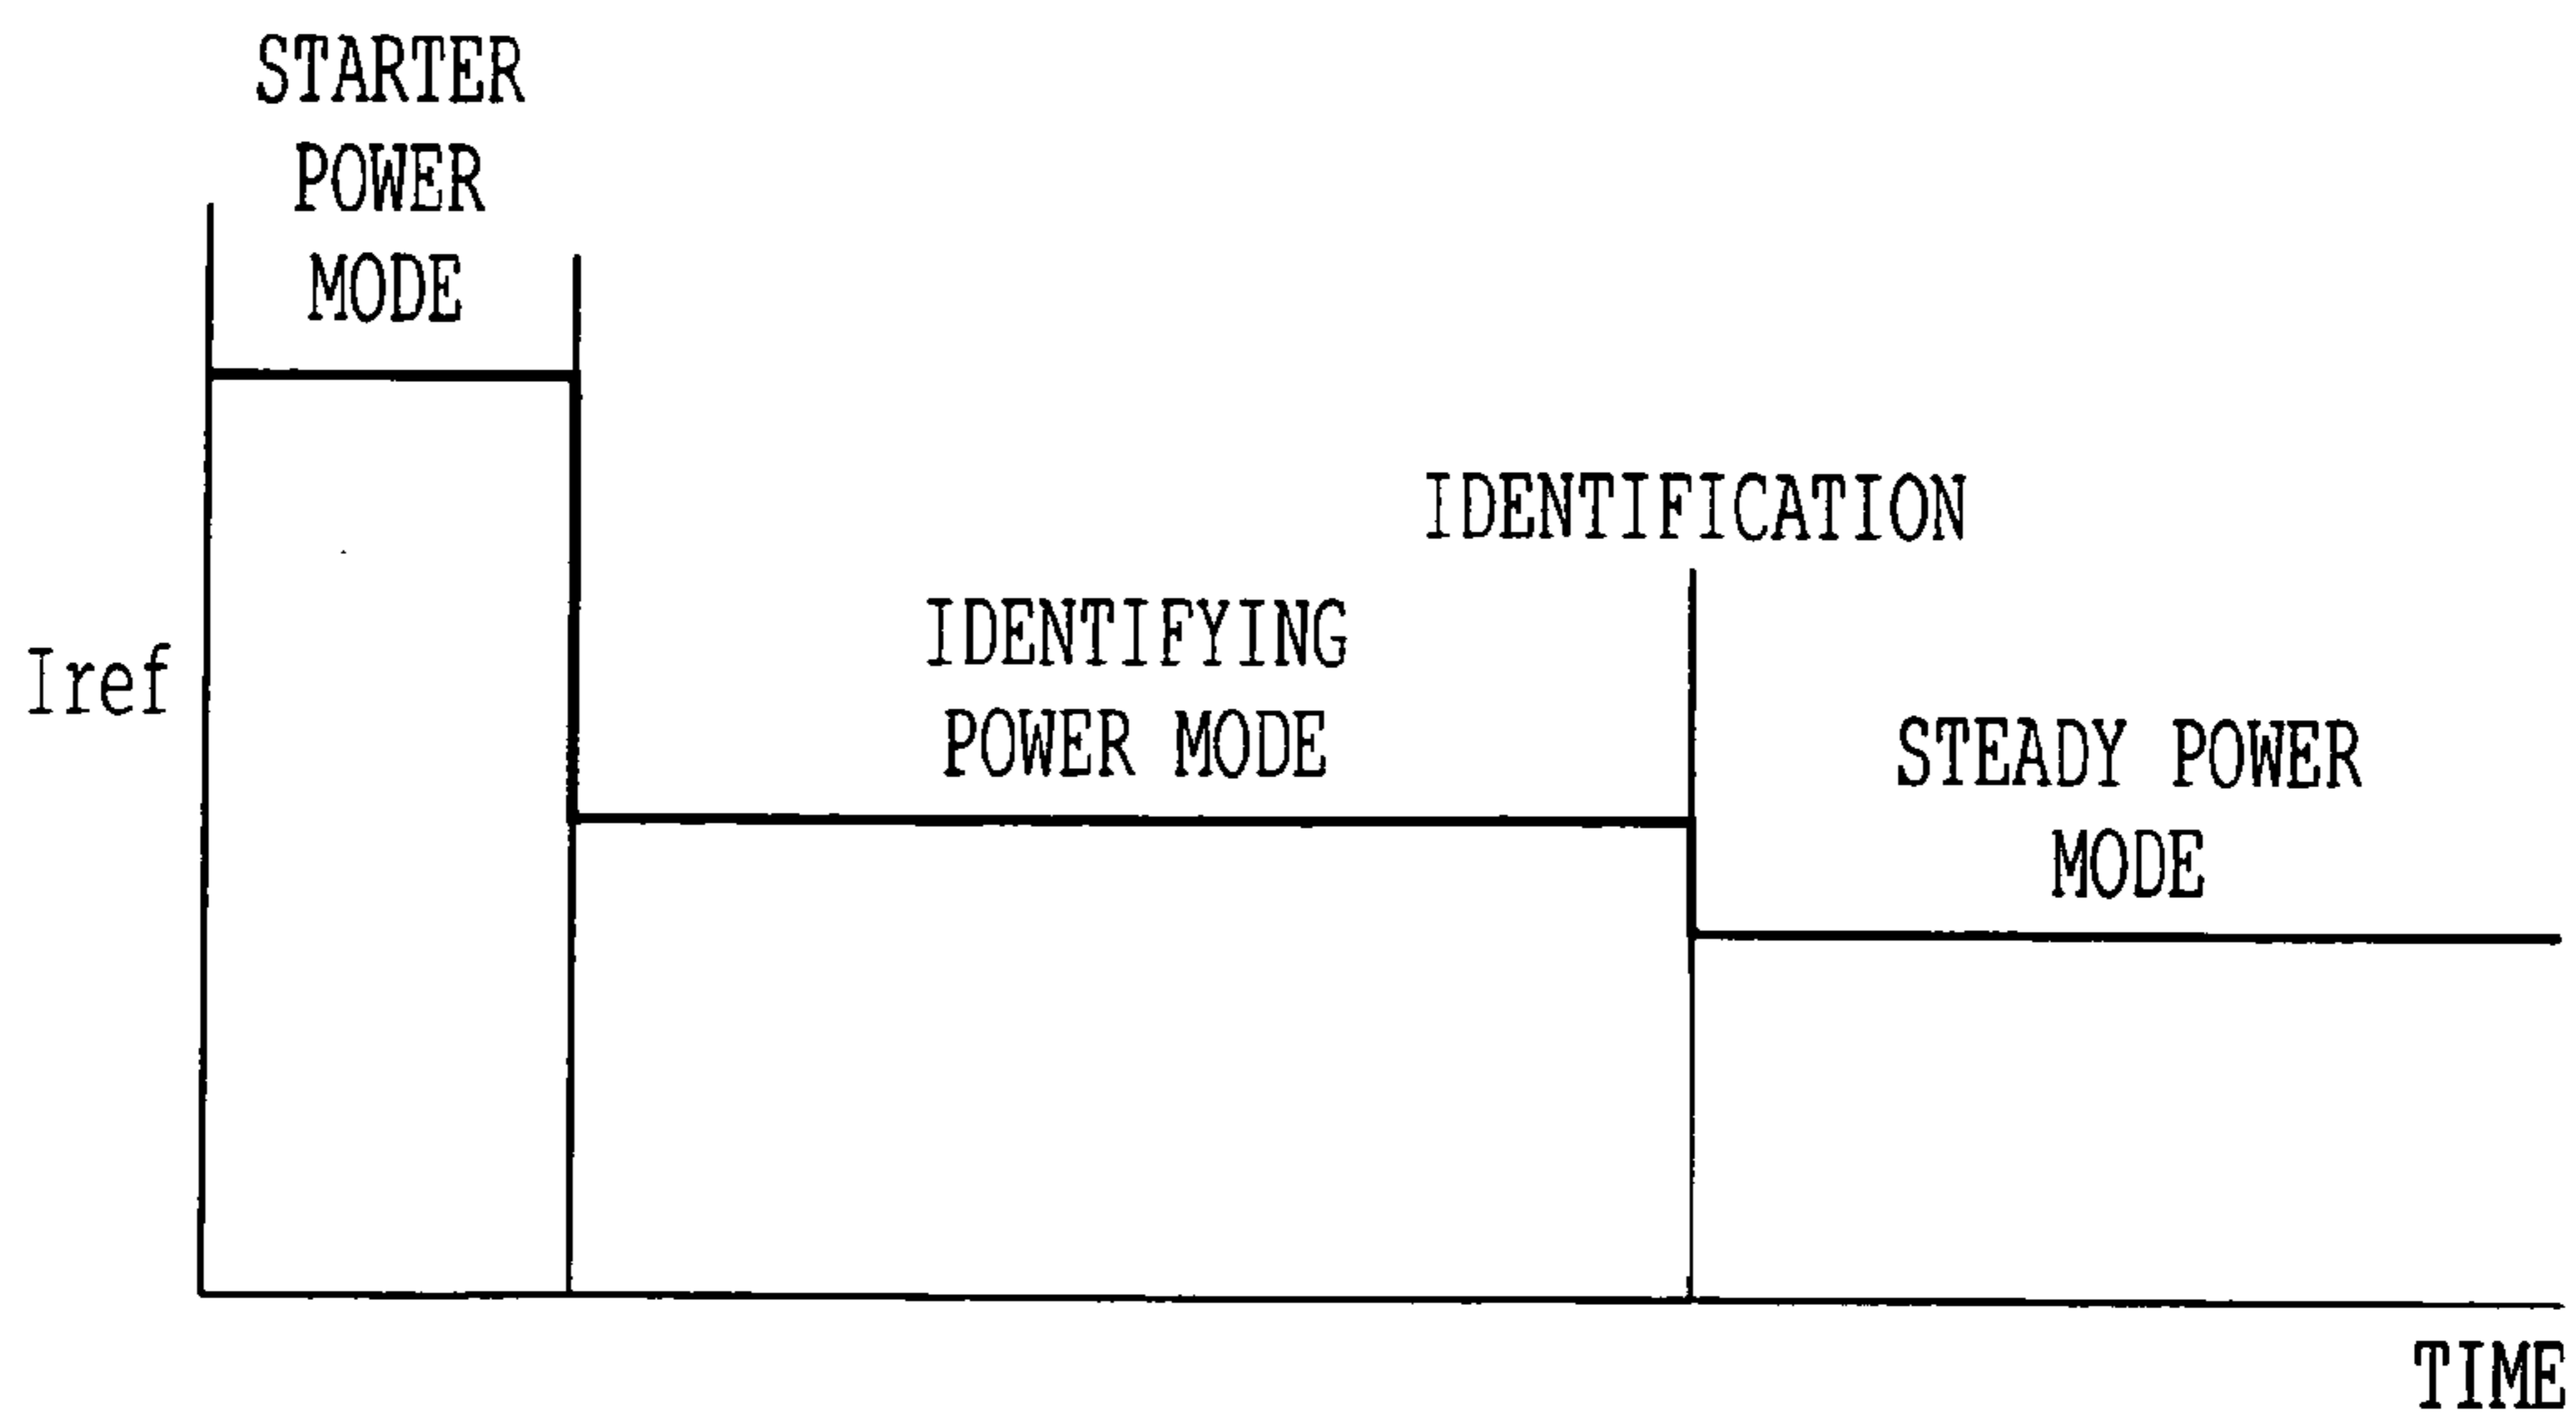 STARTER
POWER
MODE
IDENTIFICATION
IDENTIFYING
POWER MODE
Iref
STEADY POWER
MODE
TIME